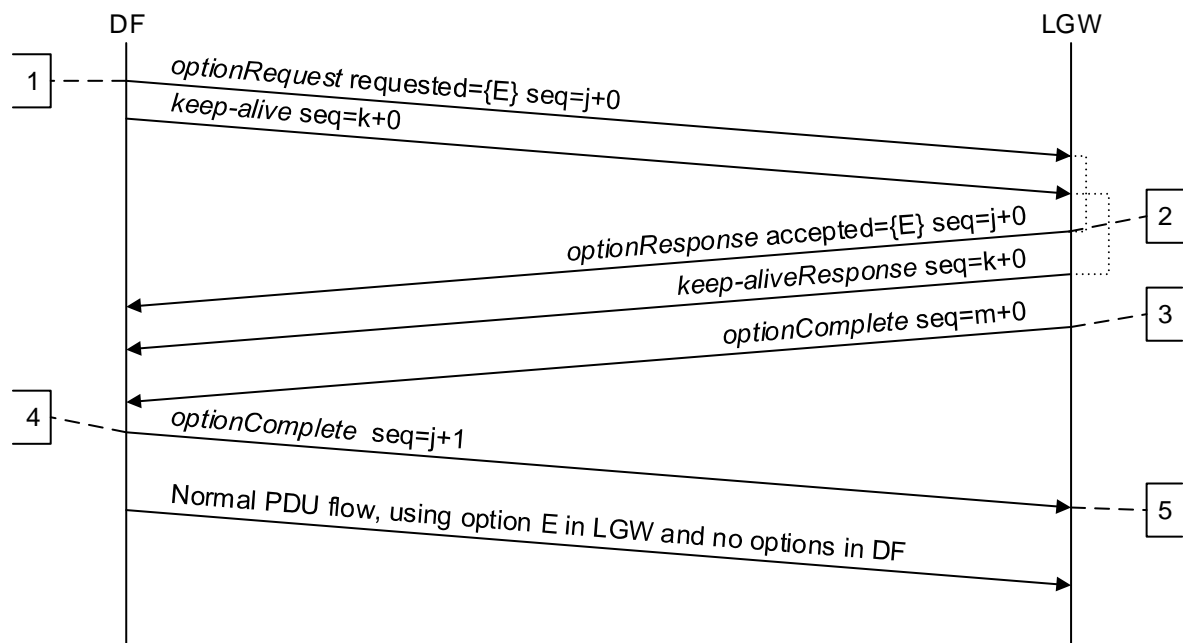 DF
LGW
1
optionRequest requested={E} seq=j+0
keep-alive seq=k+0
2
optionResponse accepted={E} seq=j+0
keep-aliveResponse seq=k+0
3
optionComplete seq=m+0
4
optionComplete seq=j+1
Normal PDU flow, using option E in LGW and no options in DF
5